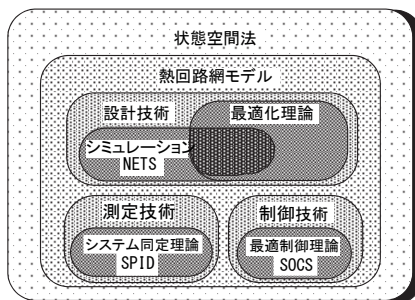 状態空間法
熱回路網モデル
設計技術
最適化理論
シミュレーション
NETS
測定技術
システム同定理論
SPID
制御技術
最適制御理論
SOCS